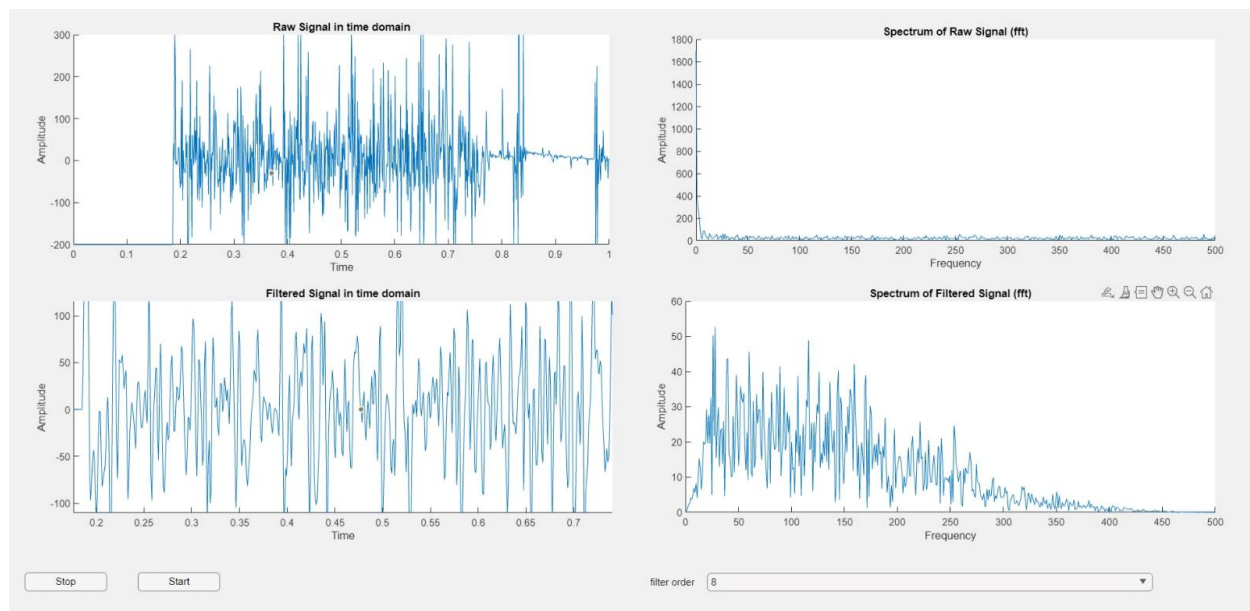 Raw Signal in time domain
300
200
100
0
-100
-200
Amplitude
0 0.1 0.2 0.3 0.4 0.5 0.6 0.7 0.8 0.9 1
Time
Spectrum of Raw Signal (fft)
1800
1600
1400
1200
1000
800
600
400
200
0
Amplitude
0 50 100 150 200 250 300 350 400 450 500
Frequency
Filtered Signal in time domain
100
50
0
-50
-100
Amplitude
0.2 0.25 0.3 0.35 0.4 0.45 0.5 0.55 0.6 0.65 0.7
Time
Spectrum of Filtered Signal (fft)
60
50
40
30
20
10
0
Ampitude
0 50 100 150 200 250 300 350 400 450 500
Frequency
Stop Start filter order 8